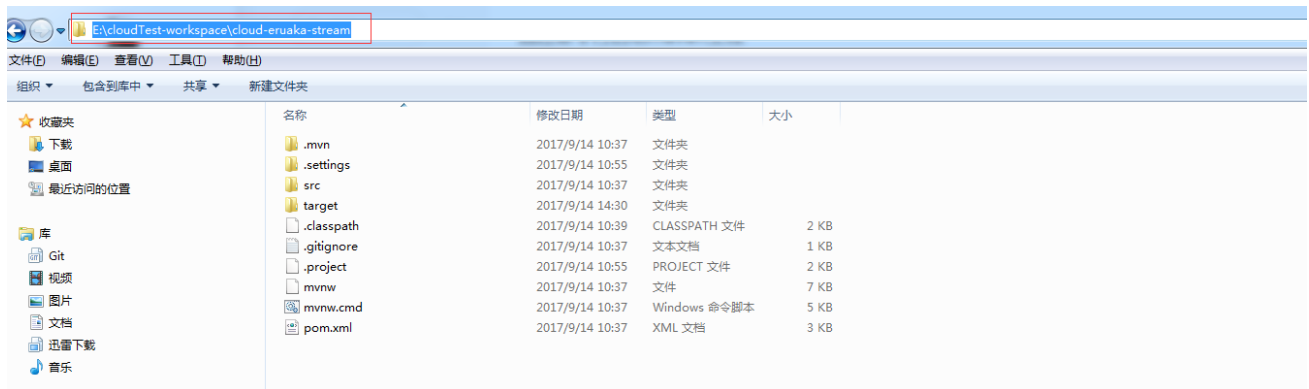 E:\cloudTest-workspace\cloud-eruaka-stream
文件(F) 编辑(E) 查看(V) 工具(T) 帮助(H)
组织 包含到库中 共享 新建文件夹
收藏夹
下载
桌面
最近访问的位置
库
Git
视频
图片
文档
迅雷下载
音乐
名称 修改日期 类型 大小
.mvn 2017/9/14 10:37 文件夹
.settings 2017/9/14 10:55 文件夹
src 2017/9/14 10:37 文件夹
target 2017/9/14 14:30 文件夹
.classpath 2017/9/14 10:39 CLASSPATH 文件 2 KB
.gitignore 2017/9/14 10:37 文本文档 1 KB
.project 2017/9/14 10:55 PROJECT 文件 2 KB
mvnw 2017/9/14 10:37 文件 7 KB
mvnw.cmd 2017/9/14 10:37 Windows 命令脚本 5 KB
pom.xml 2017/9/14 10:37 XML 文档 3 KB